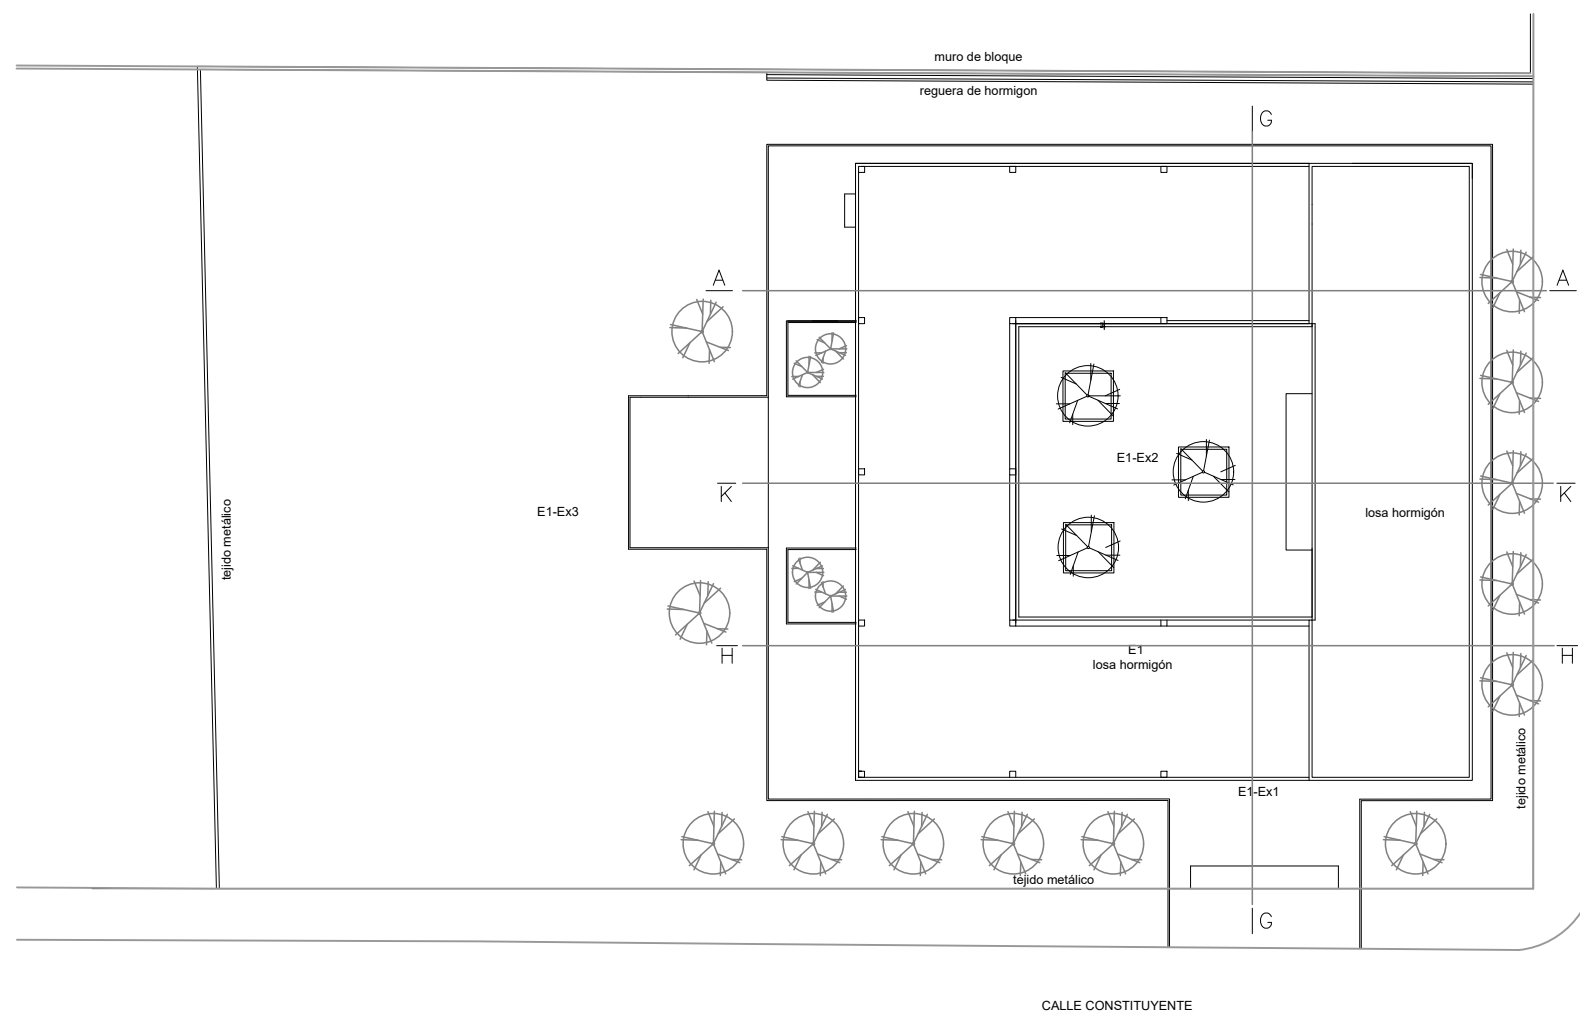 muro de bloque
reguera de hormigon
G
A
A
E1-Ex2
K
K
E1-Ex3
losa hormigón
tejido metálico
E1
losa hormigón
H
H
tejido metálico
E1-Ex1
tejido metálico
G
CALLE CONSTITUYENTE